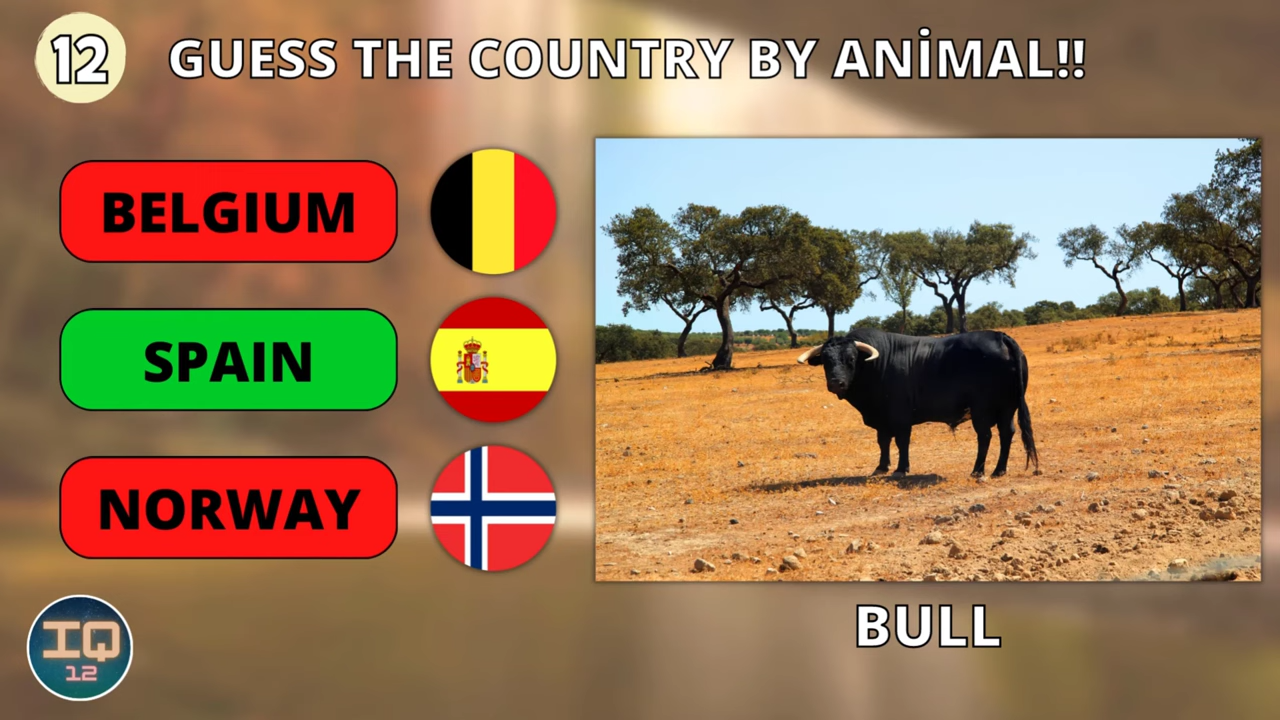 12
GUESS THE COUNTRY BY ANİMAL!!
BELGIUM
SPAIN
NORWAY
BULL
IQ
12